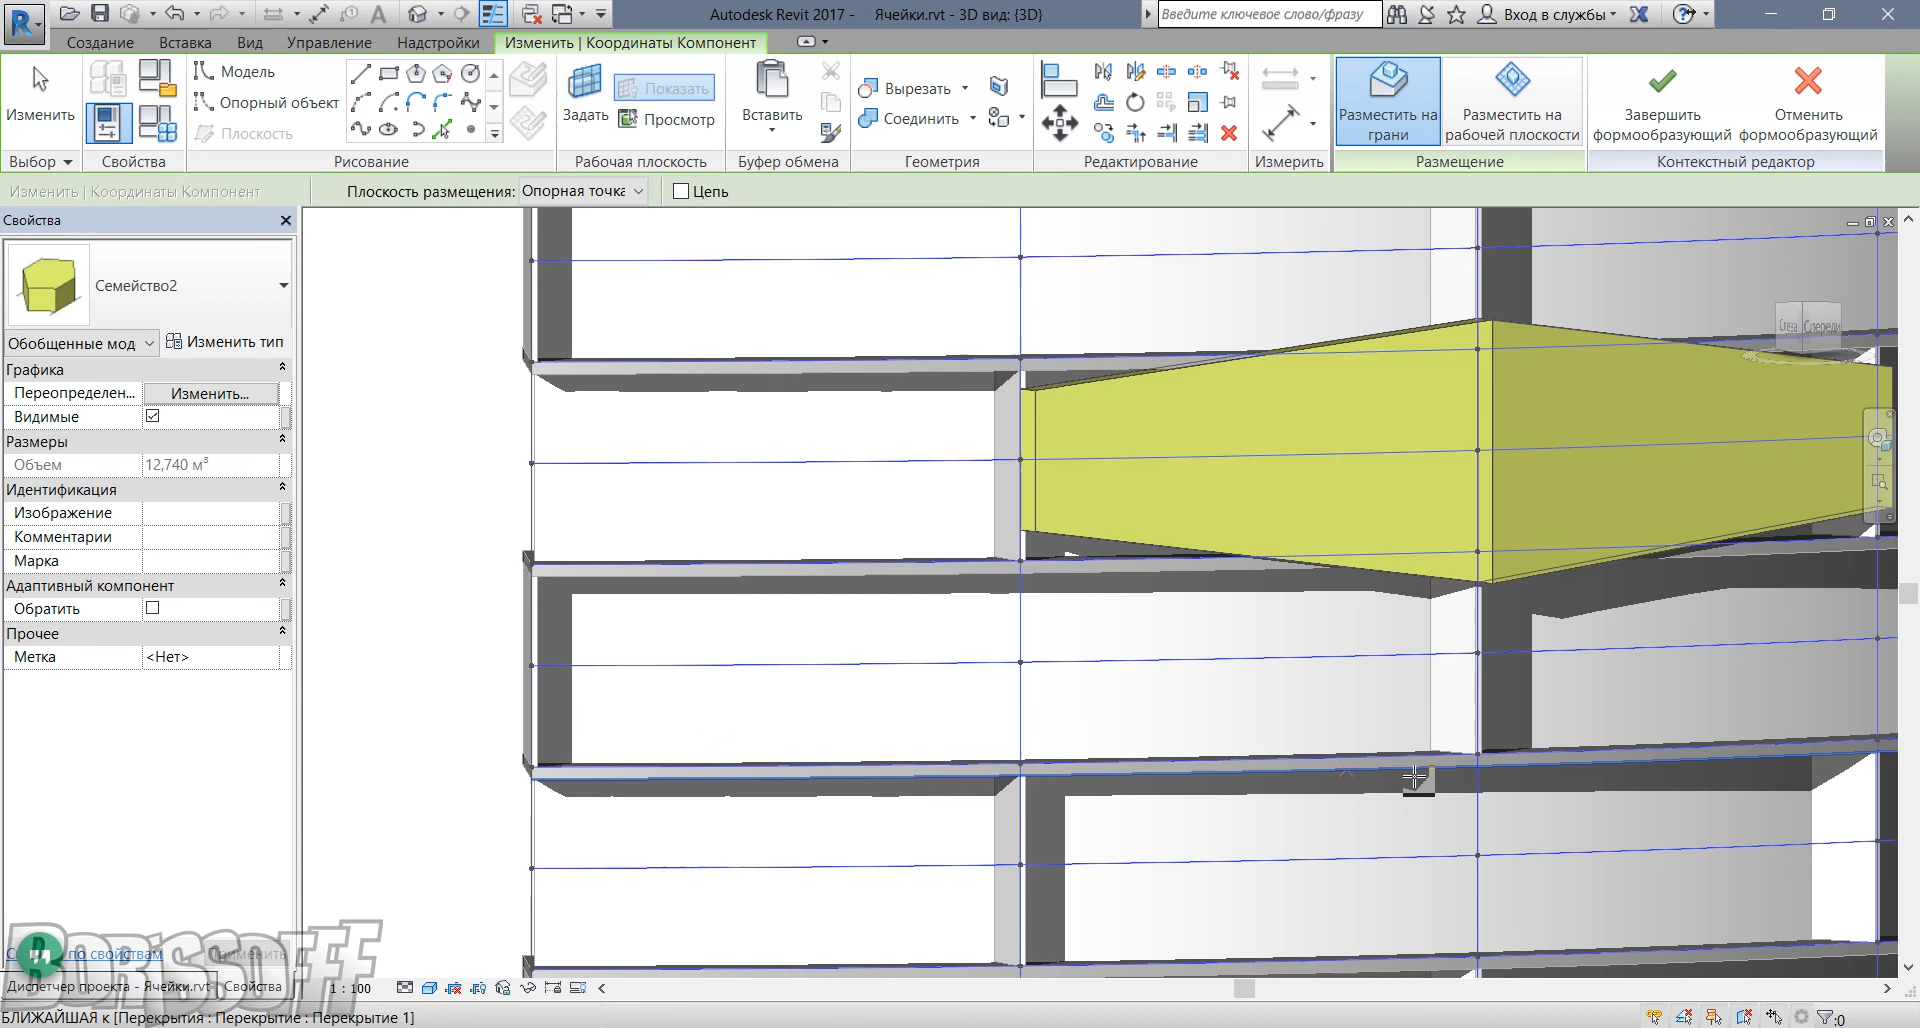 Autodesk Revit 2017 - Ячейки.rvt - 3D вид: {3D}
Введите ключевое слово/фразу
Вход в службы
Создание Вставка Вид Управление Надстройки Изменить | Координаты Компонент
Изменить
Модель
Опорный объект
Плоскость
Задать
Показать
Просмотр
Вставить
Вырезать
Соединить
Разместить на грани
Разместить на рабочей плоскости
Завершить формообразующий
Отменить формообразующий
Выбор Свойства Рисование Рабочая плоскость Буфер обмена Геометрия Редактирование Измерить Размещение Контекстный редактор
Изменить | Координаты Компонент
Плоскость размещения: Опорная точка
Цепь
Свойства
Семейство2
Обобщенные мод
Изменить тип
Графика
Переопределен... Изменить...
Видимые
Размеры
Объем 12,740 м³
Идентификация
Изображение
Комментарии
Марка
Адаптивный компонент
Обратить
Прочее
Метка <Нет>
Слева Спереди
по свойствам
Применить
BORISSOFF
Диспетчер проекта - Ячейки.rvt Свойства
1 : 100
БЛИЖАЙШАЯ к [Перекрытия : Перекрытие : Перекрытие 1]
:0